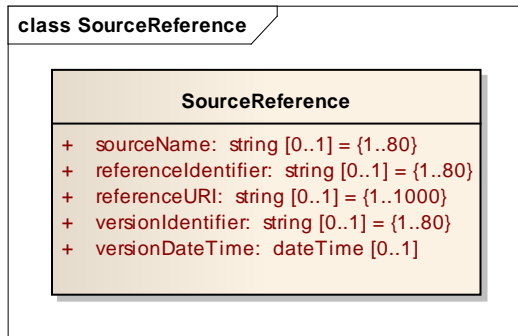 class SourceReference
SourceReference
+ sourceName: string [0..1] = {1..80}
+ referenceIdentifier: string [0..1] = {1..80}
+ referenceURI: string [0..1] = {1..1000}
+ versionIdentifier: string [0..1] = {1..80}
+ versionDateTime: dateTime [0..1]